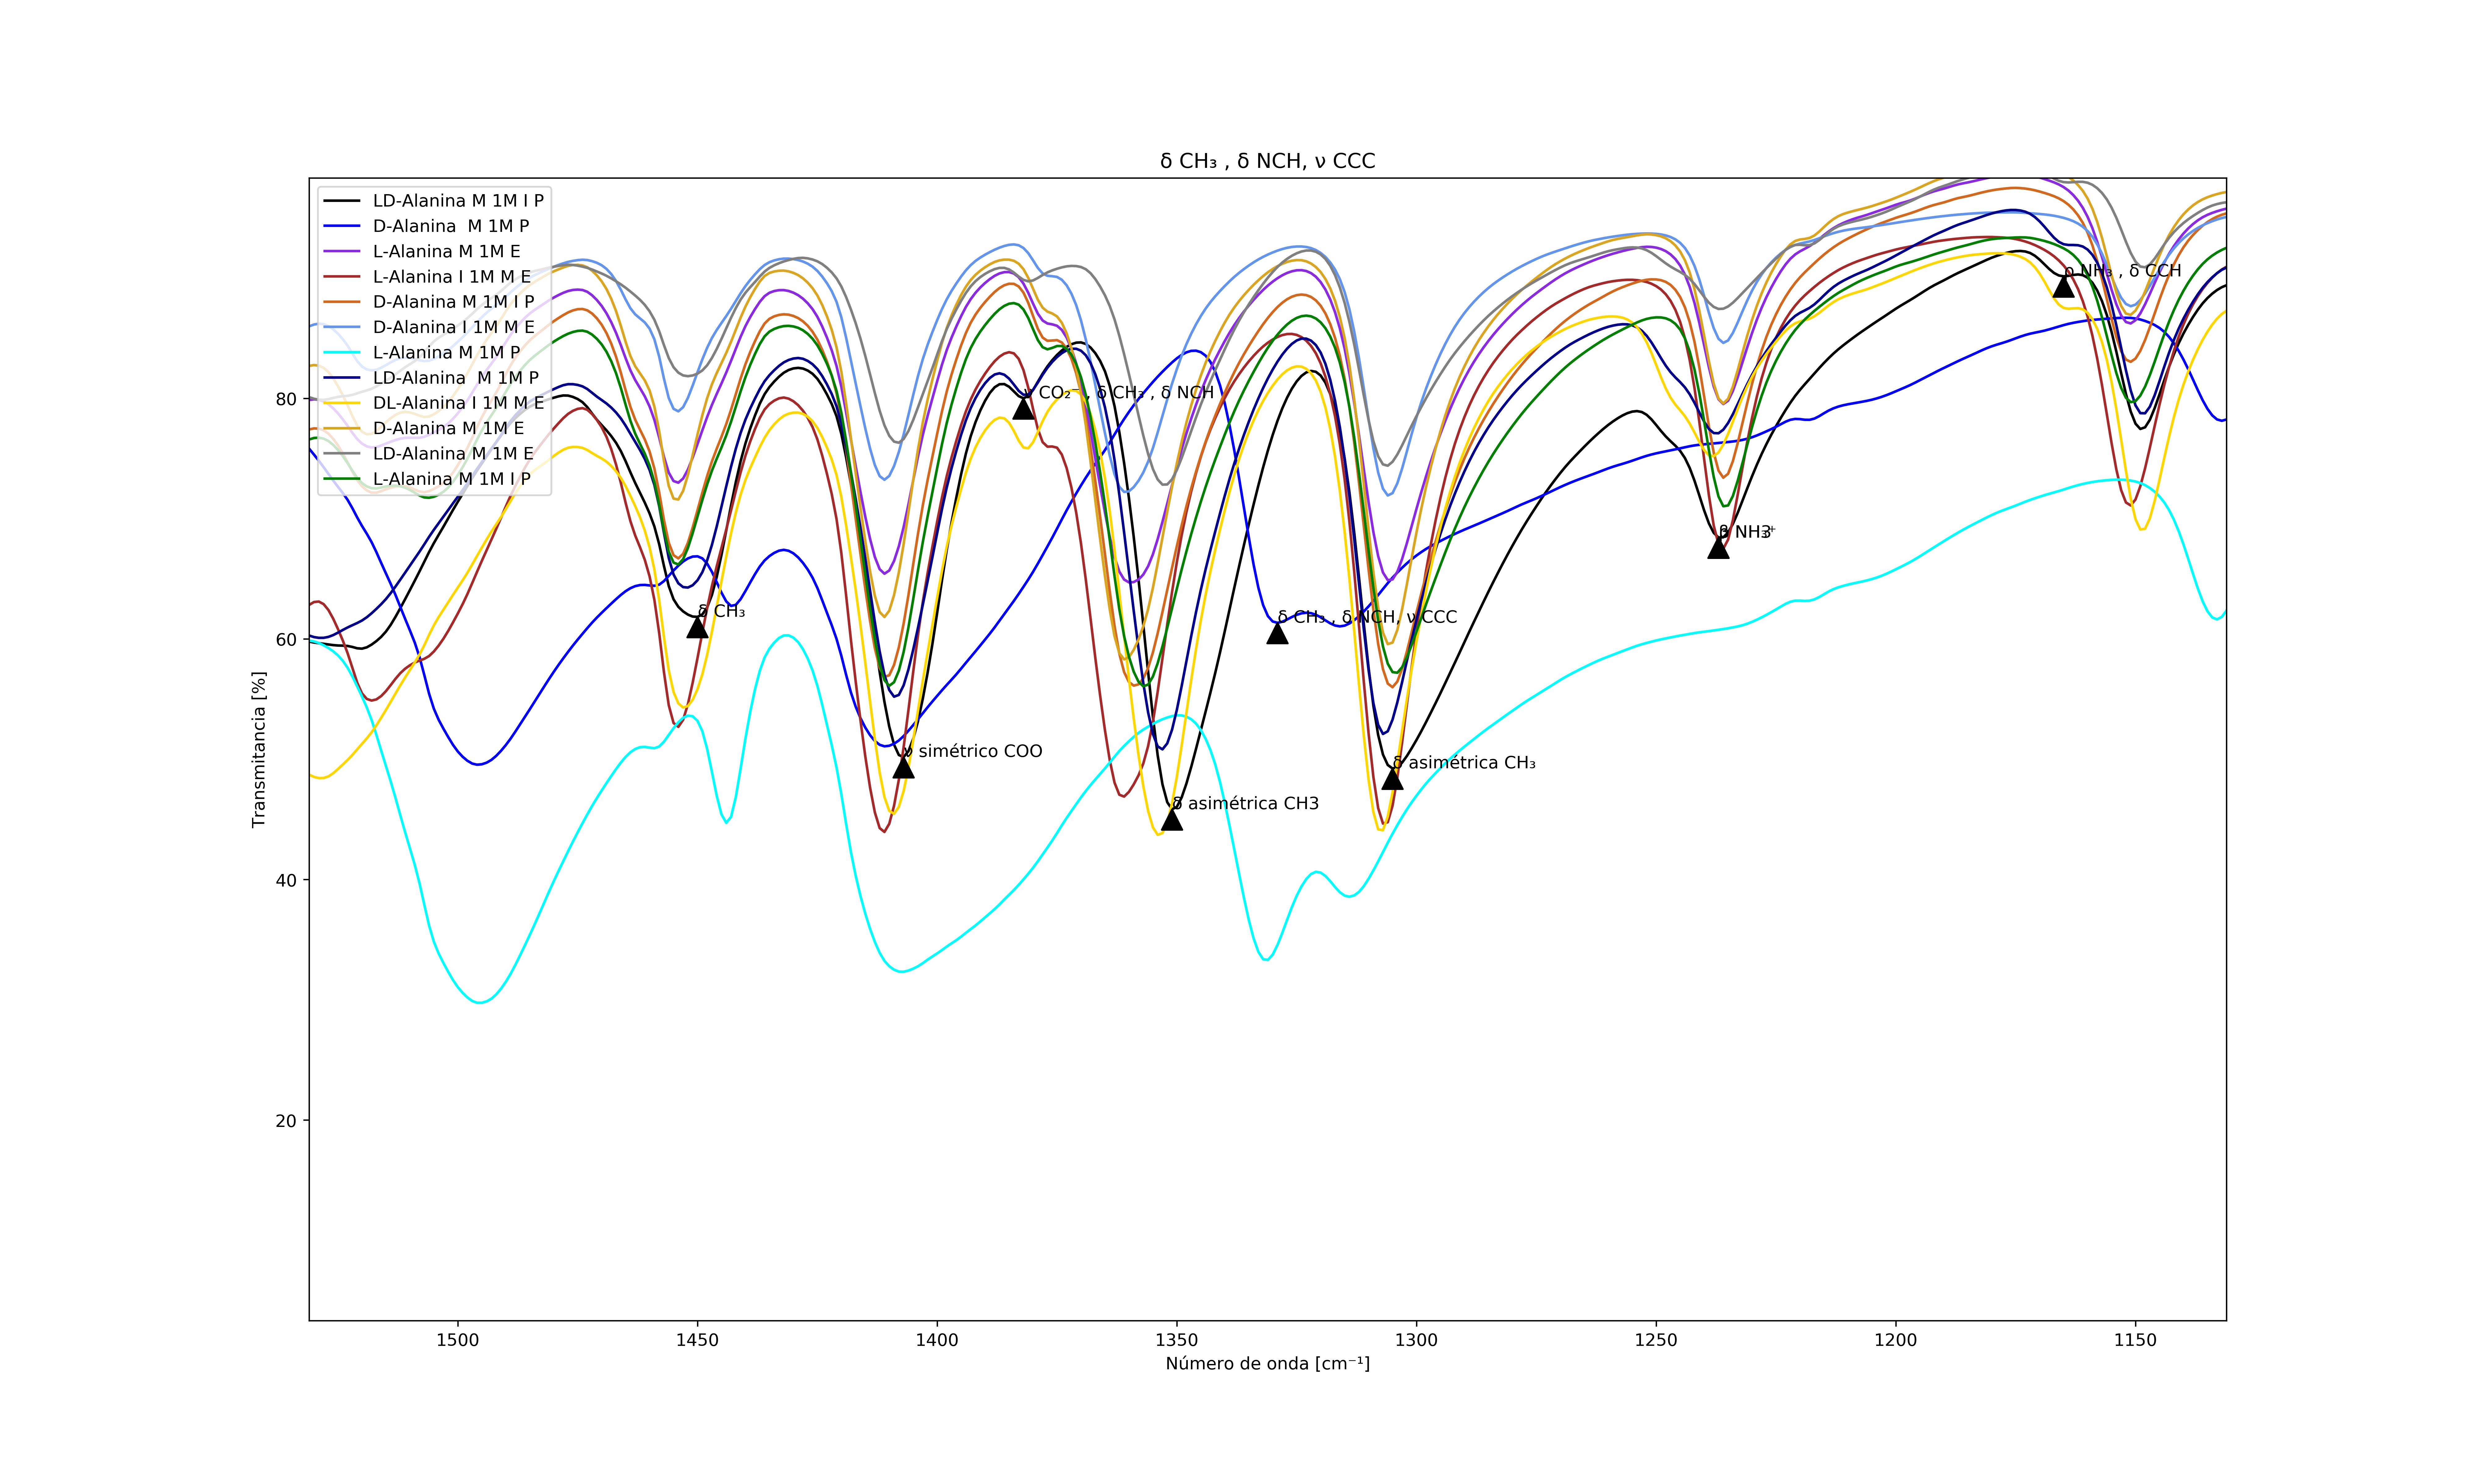 δ CH₃ , δ NCH, ν CCC
LD-Alanina M 1M I P
D-Alanina  M 1M P
L-Alanina M 1M E
L-Alanina I 1M M E
D-Alanina M 1M I P
D-Alanina I 1M M E
L-Alanina M 1M P
LD-Alanina  M 1M P
DL-Alanina I 1M M E
D-Alanina M 1M E
LD-Alanina M 1M E
L-Alanina M 1M I P
ρ NH₃ , δ CCH
ν CO₂⁻ , δ CH₃ , δ NCH
NH3
δ CH₃
δ CH₃ , δ NCH, ν CCC
ν simétrico COO
δ asimétrica CH₃
δ asimétrica CH3
80
60
40
20
Transmitancia [%]
1500
1450
1400
1350
1300
1250
1200
1150
Número de onda [cm⁻¹]